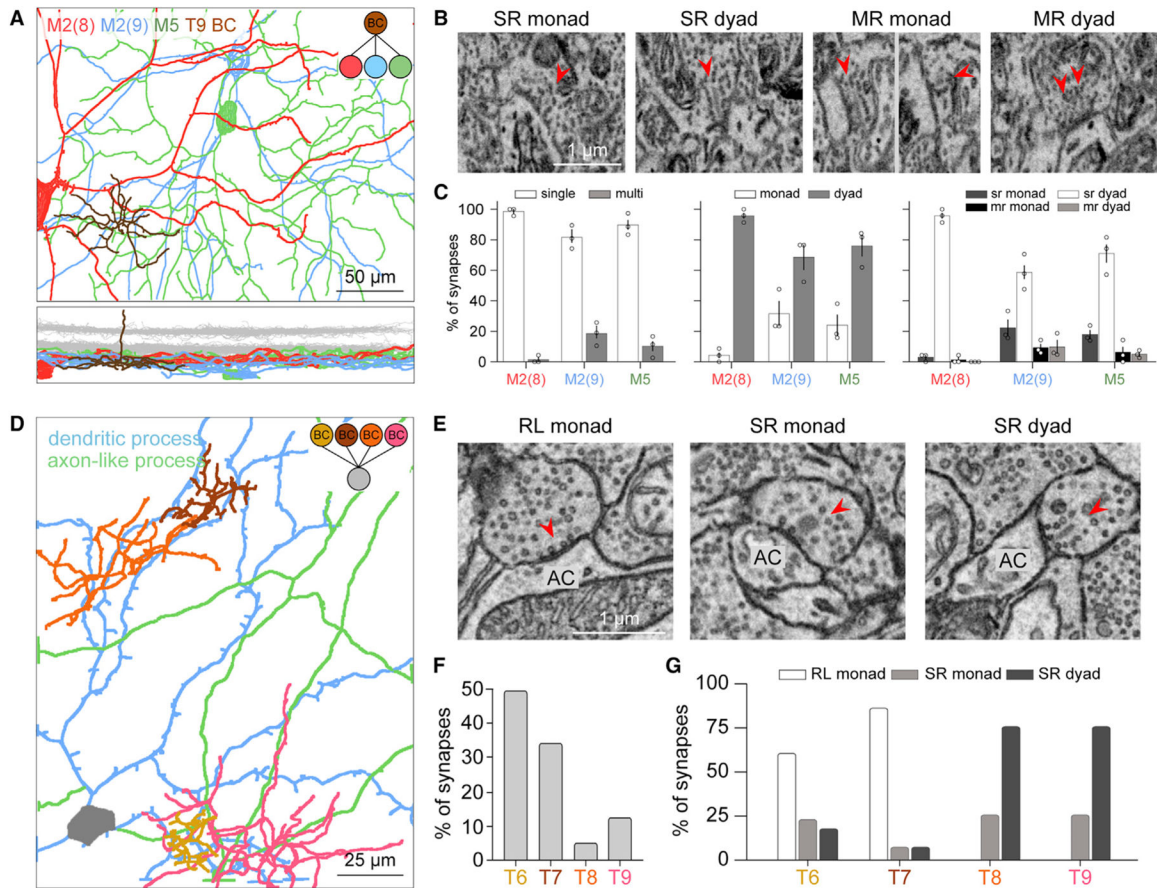 A
M2(8) M2(9) M5 T9 BC
BC
50 μm
B
SR monad
SR dyad
MR monad
MR dyad
1 μm
C
single multi
monad dyad
sr monad sr dyad
mr monad mr dyad
% of synapses
100
80
60
40
20
0
M2(8) M2(9) M5
M2(8) M2(9) M5
M2(8) M2(9) M5
D
dendritic process
axon-like process
BC BC BC BC
25 μm
E
RL monad
SR monad
SR dyad
AC
AC
AC
1 μm
F
% of synapses
50
40
30
20
10
0
T6 T7 T8 T9
G
RL monad SR monad SR dyad
% of synapses
100
75
50
25
0
T6 T7 T8 T9